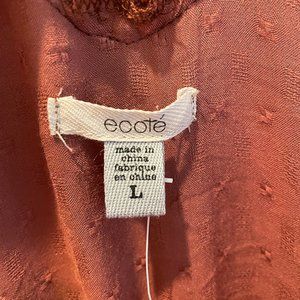 ecoté
made in
china
fabriqué
en chine
L